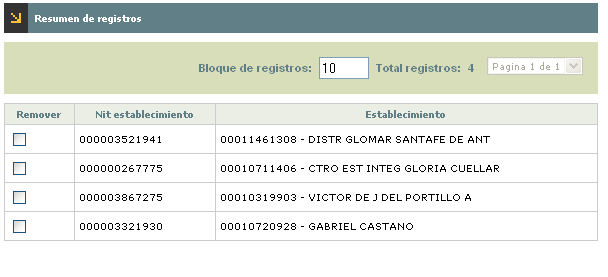 Resumen de registros
Bloque de registros: 10 Total registros: 4 Pagina 1 de 1
Remover Nit establecimiento Establecimiento
000003521941 00011461308 - DISTR GLOMAR SANTAFE DE ANT
000000267775 00010711406 - CTRO EST INTEG GLORIA CUELLAR
000003867275 00010319903 - VICTOR DE J DEL PORTILLO A
000003321930 00010720928 - GABRIEL CASTANO